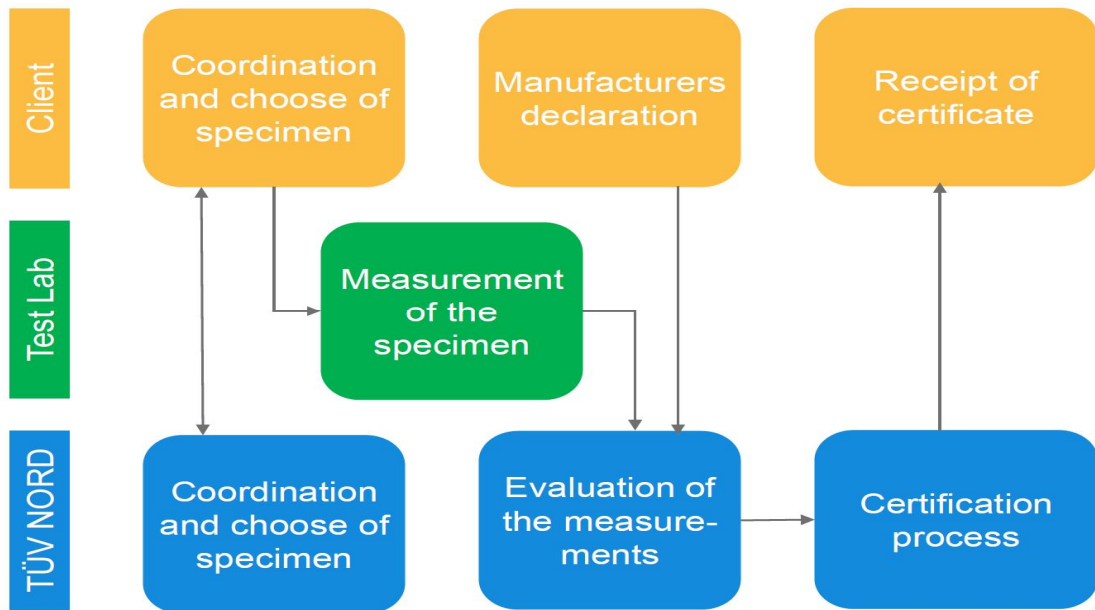 Client
Coordination
and choose of
specimen
Manufacturers
declaration
Receipt of
certificate
Test Lab
Measurement
of the
specimen
TÜV NORD
Coordination
and choose of
specimen
Evaluation of
the measure-
ments
Certification
process